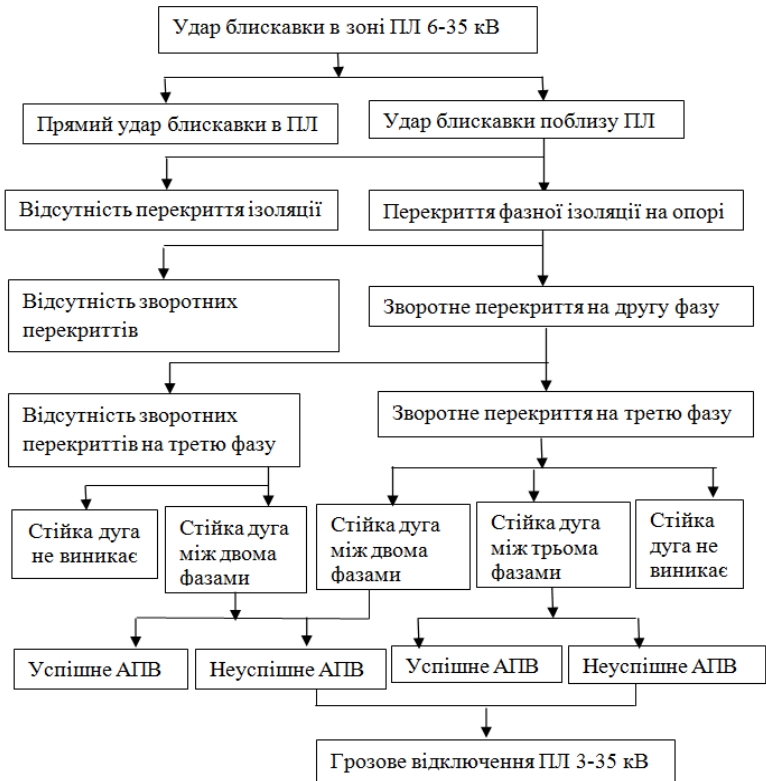 Удар блискавки в зоні ПЛ 6-35 кВ
Прямий удар блискавки в ПЛ
Удар блискавки поблизу ПЛ
Відсутність перекриття ізоляції
Перекриття фазної ізоляції на опорі
Відсутність зворотних
перекриттів
Зворотне перекриття на другу фазу
Відсутність зворотних
перекриттів на третю фазу
Зворотне перекриття на третю фазу
Стійка дуга
не виникає
Стійка дуга
між двома
фазами
Стійка дуга
між двома
фазами
Стійка дуга
між трьома
фазами
Стійка
дуга не
виникає
Успішне АПВ
Неуспішне АПВ
Успішне АПВ
Неуспішне АПВ
Грозове відключення ПЛ 3-35 кВ